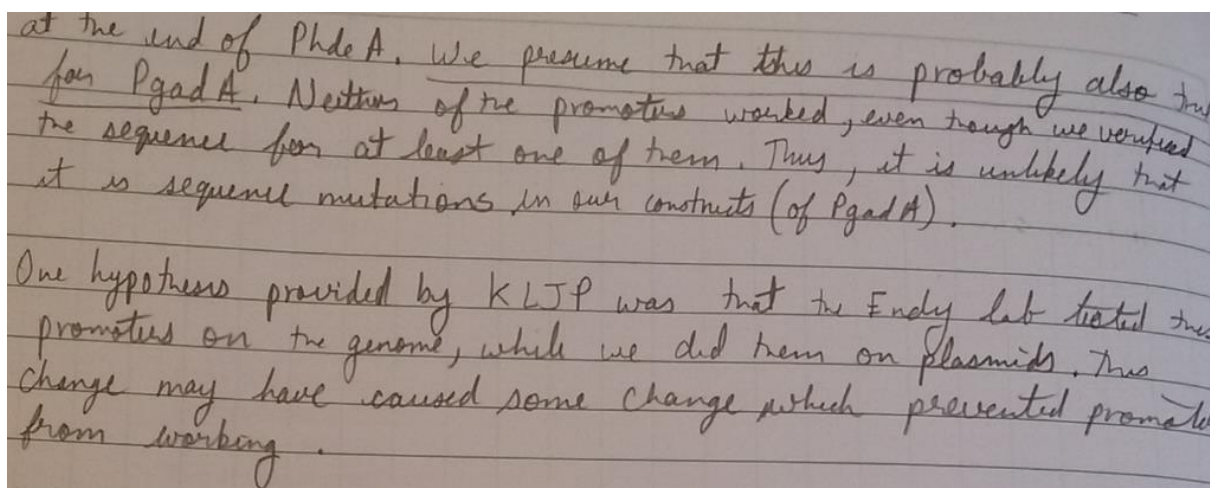 at the end of PhdeA. We presume that this is probably also tru
for PgadA. Neither of the promoters worked, even though we verified
the sequence for at least one of them. Thus, it is unlikely that
it is sequence mutations in our constructs (of PgadA).
One hypothesis provided by KLJP was that the Endy lab tested thes
promoters on the genome, while we did them on plasmids. This
change may have caused some change which prevented promote
from working.